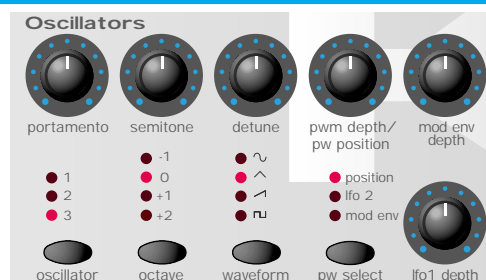 Oscillators
portamento semitone detune pwm depth/ mod env
pw position depth
-1
1 0 position
2 +1 lfo 2
3 +2 mod env
oscillator octave waveform pw select lfo1 depth